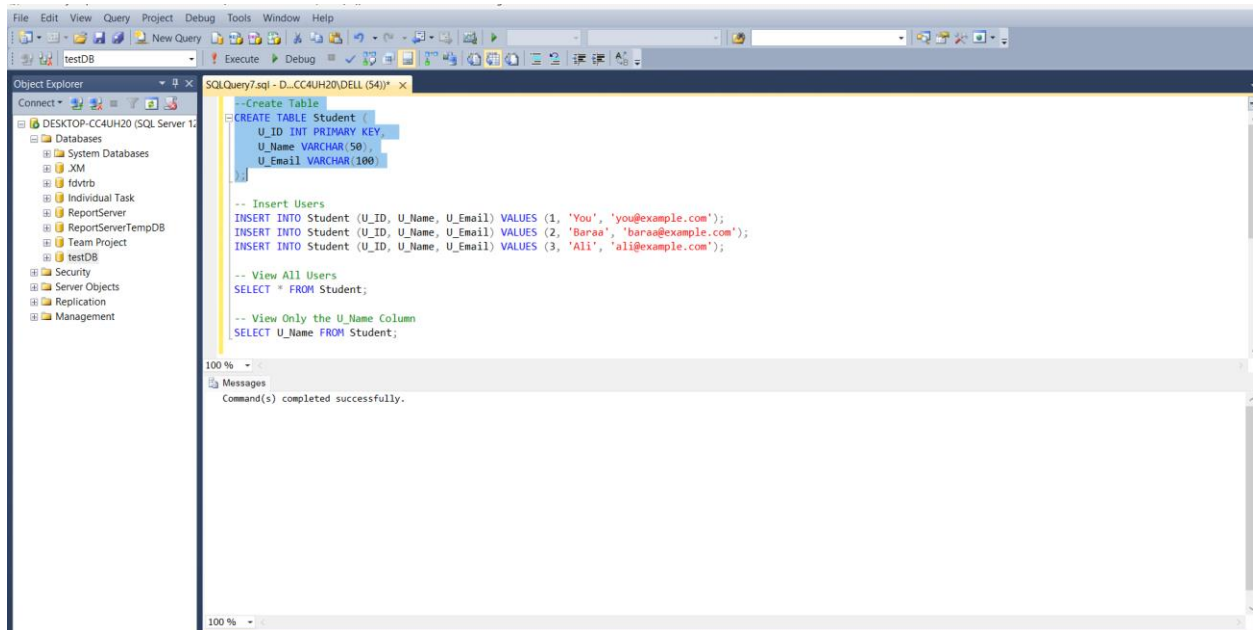 File Edit View Query Project Debug Tools Window Help
New Query
testDB Execute Debug
Object Explorer
SQLQuery7.sql - D...CC4UH20\DELL (54))*
Connect
DESKTOP-CC4UH20 (SQL Server 12
Databases
System Databases
.XM
fdvtrb
Individual Task
ReportServer
ReportServerTempDB
Team Project
testDB
Security
Server Objects
Replication
Management
--Create Table
CREATE TABLE Student (
U_ID INT PRIMARY KEY,
U_Name VARCHAR(50),
U_Email VARCHAR(100)
);
-- Insert Users
INSERT INTO Student (U_ID, U_Name, U_Email) VALUES (1, 'You', 'you@example.com');
INSERT INTO Student (U_ID, U_Name, U_Email) VALUES (2, 'Baraa', 'baraa@example.com');
INSERT INTO Student (U_ID, U_Name, U_Email) VALUES (3, 'Ali', 'ali@example.com');
-- View All Users
SELECT * FROM Student;
-- View Only the U_Name Column
SELECT U_Name FROM Student;
100 %
Messages
Command(s) completed successfully.
100 %